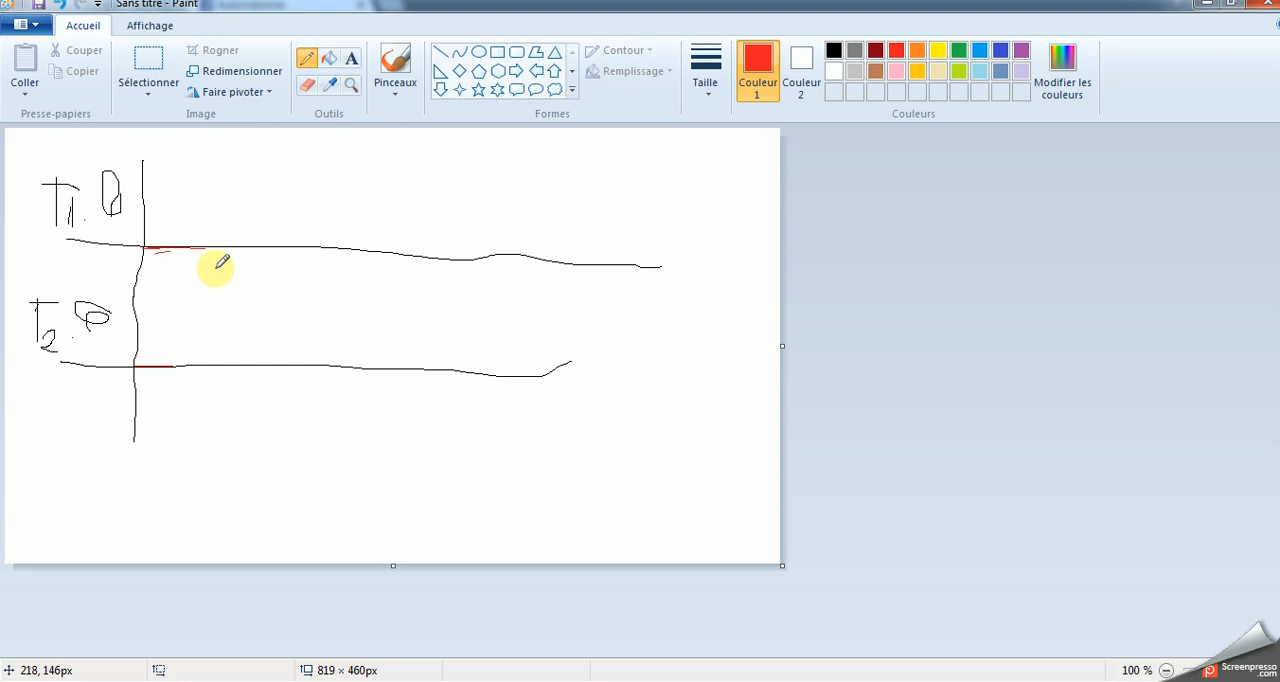 Sans titre - Paint
Accueil
Affichage
Coller
Couper
Copier
Presse-papiers
Sélectionner
Rogner
Redimensionner
Faire pivoter
Image
Outils
Pinceaux
Formes
Contour
Remplissage
Taille
Couleur 1
Couleur 2
Modifier les couleurs
Couleurs
T1.Q
T2.Q
218, 146px
819 × 460px
100 %
Screenpresso
.com